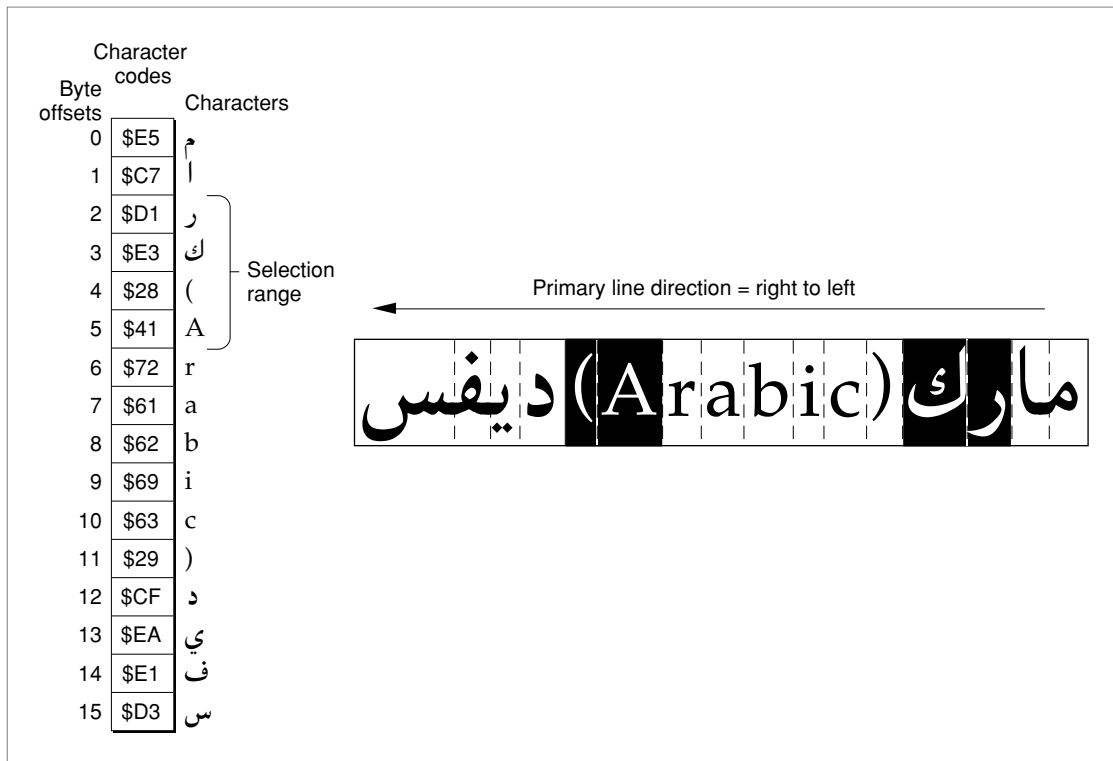 Character
codes
Byte
offsets
Characters
0 $E5 م
1 $C7 ا
2 $D1 ر
3 $E3 ك
4 $28 (
5 $41 A
6 $72 r
7 $61 a
8 $62 b
9 $69 i
10 $63 c
11 $29 )
12 $CF د
13 $EA ي
14 $E1 ف
15 $D3 س
Selection
range
Primary line direction = right to left
مارك (Arabic) ديفس